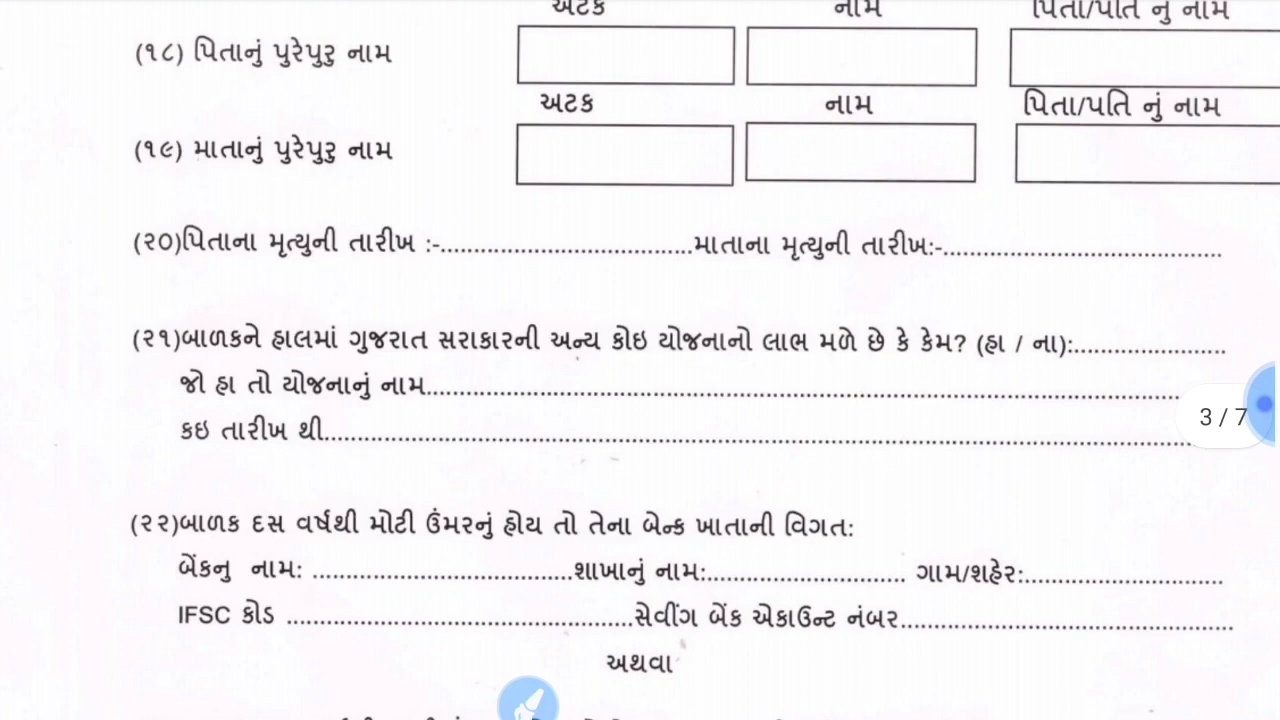 અટક નામ પિતા/પતિ નું નામ
(૧૮) પિતાનું પુરેપુરુ નામ
અટક નામ પિતા/પતિ નું નામ
(૧૯) માતાનું પુરેપુરુ નામ
(૨૦)પિતાના મૃત્યુની તારીખ :-......................................માતાના મૃત્યુની તારીખ:-..........................................
(૨૧)બાળકને હાલમાં ગુજરાત સરાકારની અન્ય કોઇ યોજનાનો લાભ મળે છે કે કેમ? (હા / ના):.......................
જો હા તો યોજનાનું નામ....................................................................................................................
કઇ તારીખ થી....................................................................................................................................
3 / 7
(૨૨)બાળક દસ વર્ષથી મોટી ઉંમરનું હોય તો તેના બેન્ક ખાતાની વિગત:
બેંકનુ નામ: .......................................શાખાનું નામ:.............................. ગામ/શહેર:..............................
IFSC કોડ ....................................................સેવીંગ બેંક એકાઉન્ટ નંબર..................................................
અથવા